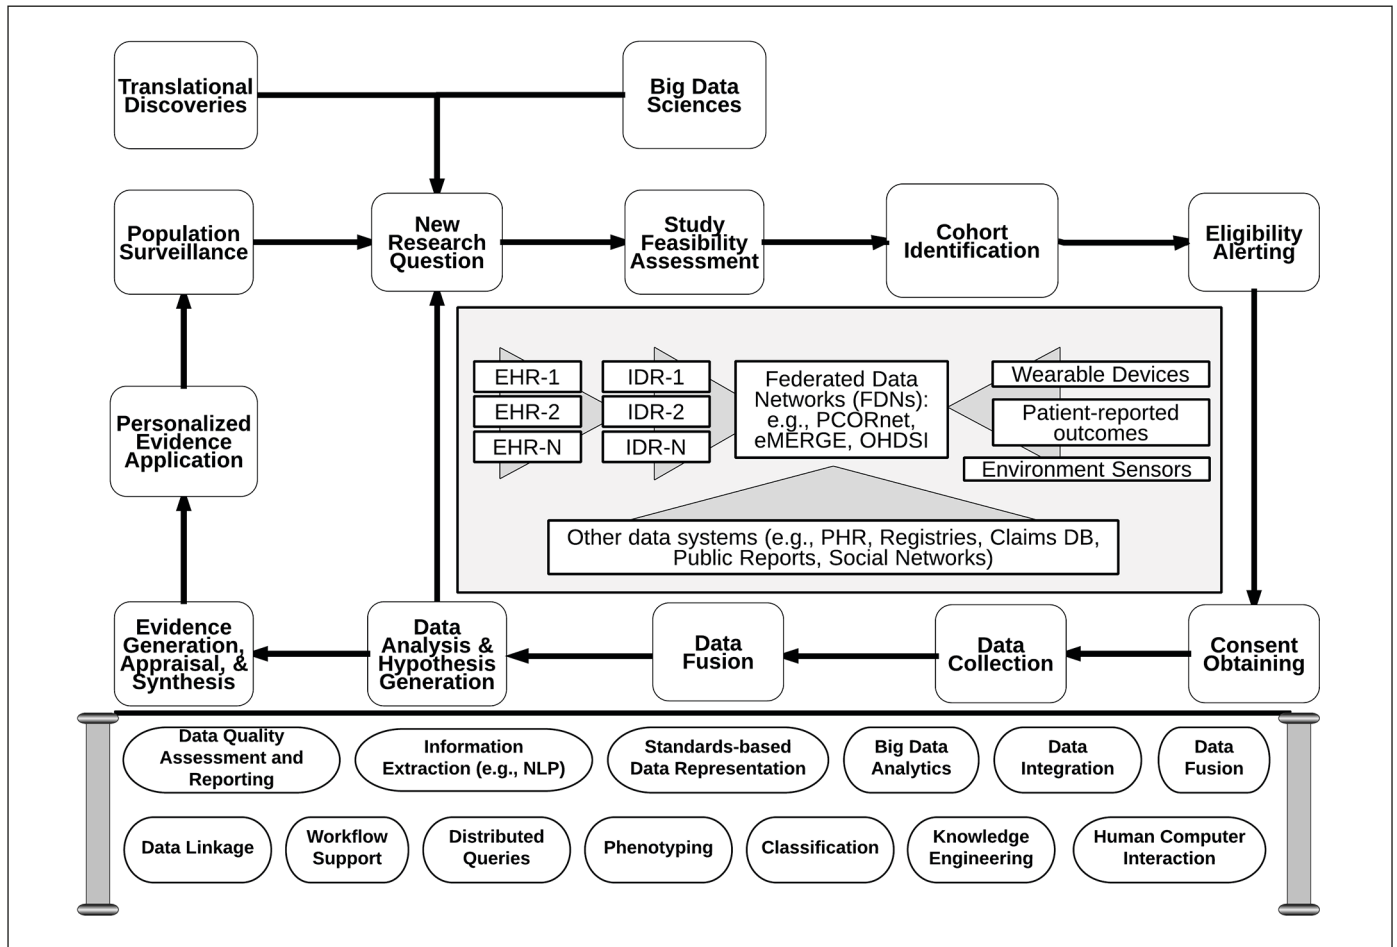 Translational
Discoveries
Big Data
Sciences
Population
Surveillance
New
Research
Question
Study
Feasibility
Assessment
Cohort
Identification
Eligibility
Alerting
EHR-1
EHR-2
EHR-N
IDR-1
IDR-2
IDR-N
Federated Data
Networks (FDNs):
e.g., PCORnet,
eMERGE, OHDSI
Wearable Devices
Patient-reported
outcomes
Environment Sensors
Other data systems (e.g., PHR, Registries, Claims DB,
Public Reports, Social Networks)
Personalized
Evidence
Application
Evidence
Generation,
Appraisal, &
Synthesis
Data
Analysis &
Hypothesis
Generation
Data
Fusion
Data
Collection
Consent
Obtaining
Data Quality
Assessment and
Reporting
Information
Extraction (e.g., NLP)
Standards-based
Data Representation
Big Data
Analytics
Data
Integration
Data
Fusion
Data Linkage
Workflow
Support
Distributed
Queries
Phenotyping
Classification
Knowledge
Engineering
Human Computer
Interaction